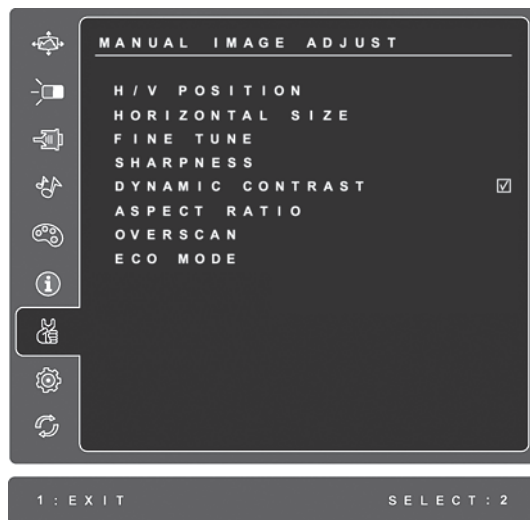 MANUAL IMAGE ADJUST
H/V POSITION
HORIZONTAL SIZE
FINE TUNE
SHARPNESS
DYNAMIC CONTRAST
ASPECT RATIO
OVERSCAN
ECO MODE
1:EXIT SELECT:2